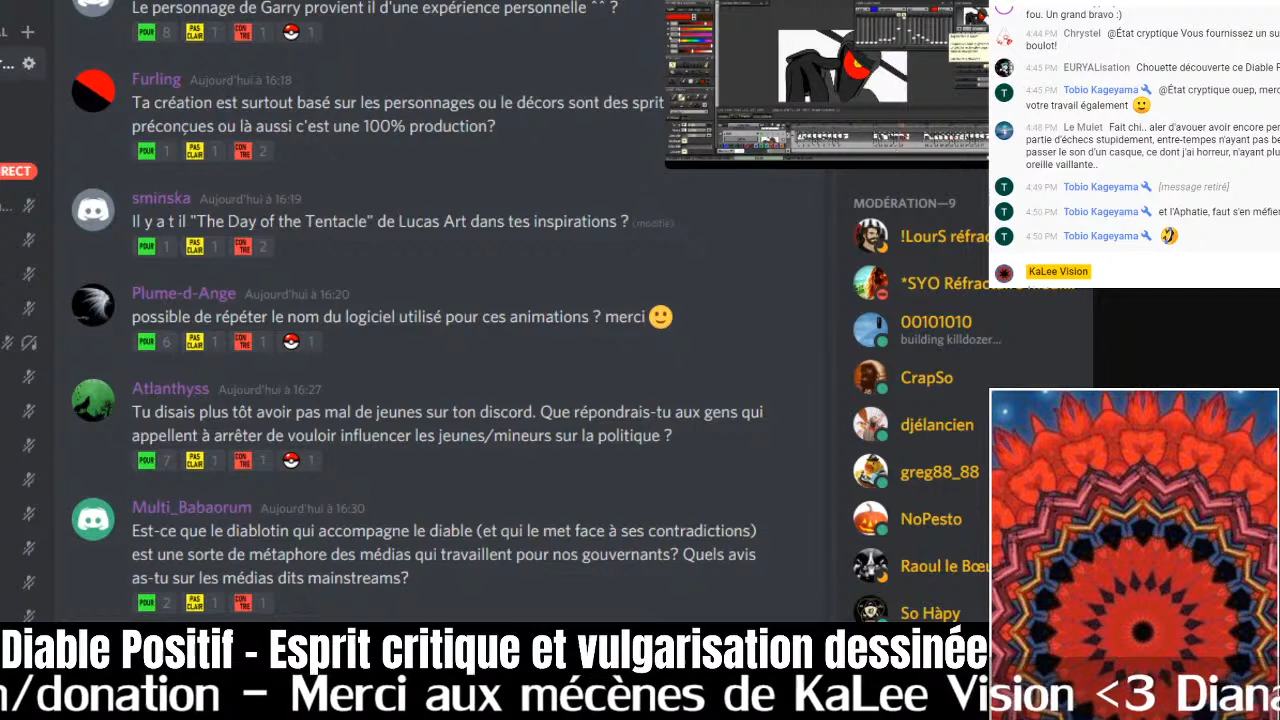 Le personnage de Garry provient il d'une expérience personnelle ^^ ?
POUR 8 PAS CLAIR 1 CON TRE 1 1
Furling Aujourd'hui à
Ta création est surtout basé sur les personnages ou le décors sont des sprit
préconçues ou là aussi c'est une 100% production?
POUR 1 PAS CLAIR 1 CON TRE 2
RECT
sminska Aujourd'hui à 16:19
Il y a t il "The Day of the Tentacle" de Lucas Art dans tes inspirations ? (modifié)
POUR 1 PAS CLAIR 1 CON TRE 2
Plume-d-Ange Aujourd'hui à 16:20
possible de répéter le nom du logiciel utilisé pour ces animations ? merci 🙂
POUR 6 PAS CLAIR 1 CON TRE 1 1
Atlanthyss Aujourd'hui à 16:27
Tu disais plus tôt avoir pas mal de jeunes sur ton discord. Que répondrais-tu aux gens qui
appellent à arrêter de vouloir influencer les jeunes/mineurs sur la politique ?
POUR 7 PAS CLAIR 1 CON TRE 1 1
Multi_Babaorum Aujourd'hui à 16:30
Est ce que le diablotin qui accompagne le diable (et qui le met face à ses contradictions)
est une sorte de métaphore des médias qui travaillent pour nos gouvernants? Quels avis
as-tu sur les médias dits mainstreams?
POUR 2 PAS CLAIR 1 CON TRE 1
MODÉRATION—9
!LourS réfrac
*SYO Réfrac
00101010
building killdozer...
CrapSo
djélancien
greg88_88
NoPesto
Raoul le Bœu
So Hàpy
fou. Un grand bravo ;)
4:44 PM Chrystel @État cryptique Vous fournissez un su
boulot!
4:45 PM EURYALisation Chouette découverte ce Diable P
4:45 PM Tobio Kageyama @État cryptique ouep, merc
votre travail également 🙂
4:48 PM Le Mulet Une fois, aler d'avops avoir encore pe
partie d'échecs stupidement, entre-tences n'ayant pas be
passer le son d'un casque, ce dont j'ai horreur, n'ayant plu
oreille vaillante..
4:49 PM Tobio Kageyama [message retiré]
4:50 PM Tobio Kageyama et l'Aphatie, faut s'en méfie
4:50 PM Tobio Kageyama 🤣
KaLee Vision
Diable Positif - Esprit critique et vulgarisation dessinée
n/donation – Merci aux mécènes de KaLee Vision <3 Diana